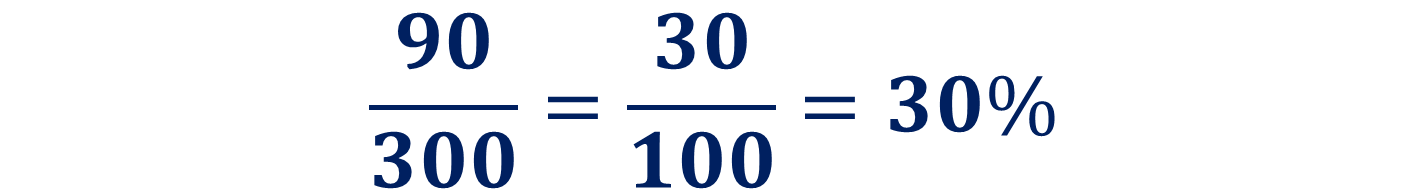 90/300 = 30/100 = 30%